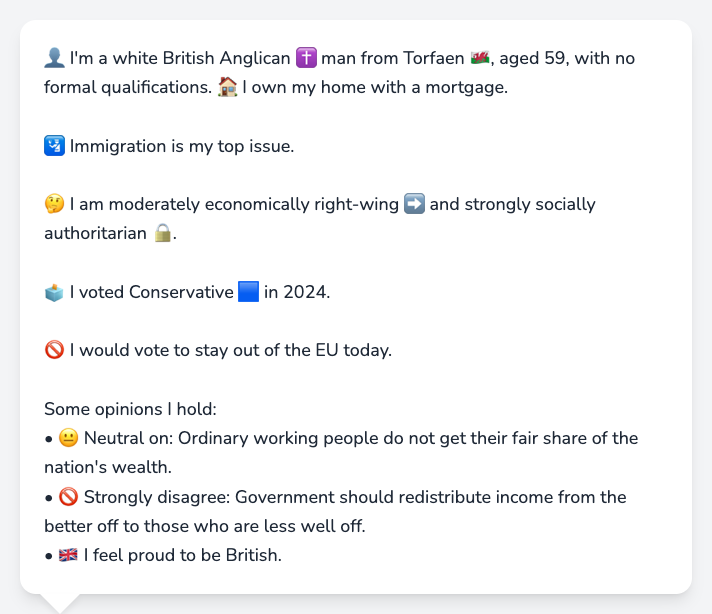 👤 I'm a white British Anglican ✝️ man from Torfaen 🏴󠁧󠁢󠁷󠁬󠁳󠁿, aged 59, with no
formal qualifications. 🏠 I own my home with a mortgage.
🛂 Immigration is my top issue.
🤔 I am moderately economically right-wing ➡️ and strongly socially
authoritarian 🔒.
🗳️ I voted Conservative 🟦 in 2024.
🚫 I would vote to stay out of the EU today.
Some opinions I hold:
• 😐 Neutral on: Ordinary working people do not get their fair share of the
nation's wealth.
• 🚫 Strongly disagree: Government should redistribute income from the
better off to those who are less well off.
• 🇬🇧 I feel proud to be British.